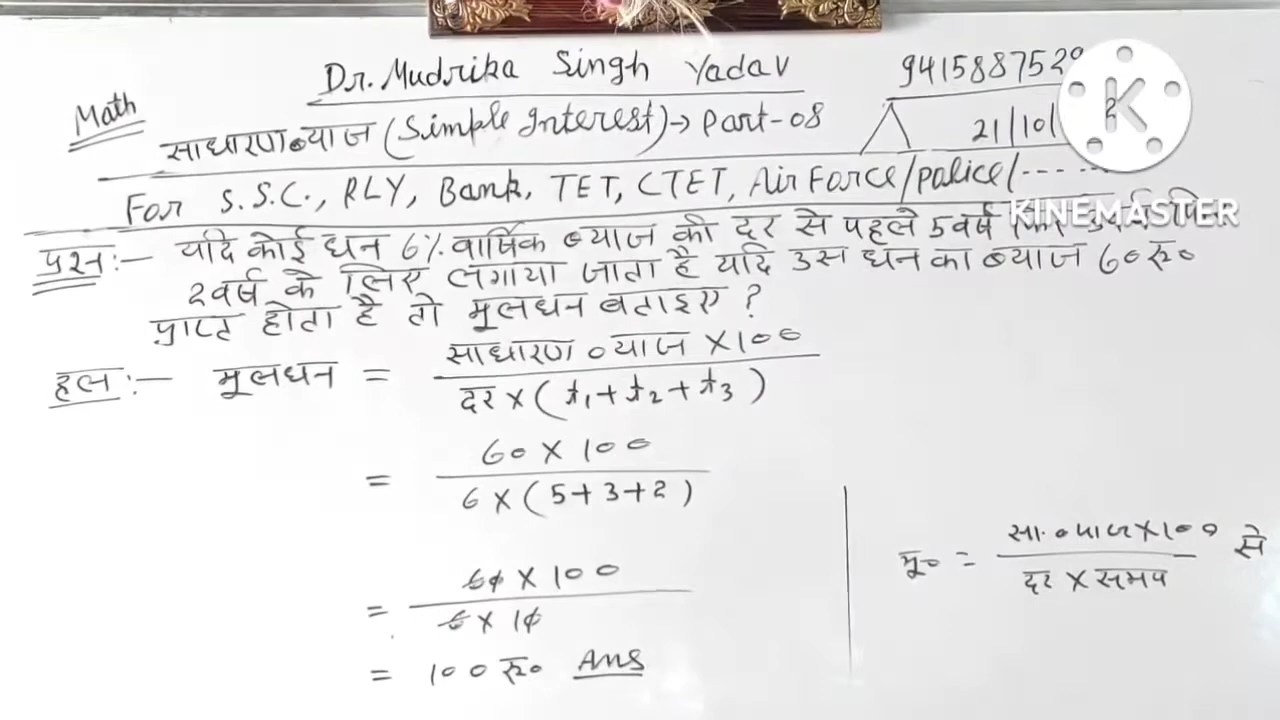 Dr. Mudrika Singh Yadav
941588752
Math
साधारण ब्याज (Simple Interest) → Part-08
21/10/
For S.S.C., RLY, Bank, TET, CTET, Air Force/Police/-----
KINEMASTER
प्रश्न:— यदि कोई धन 6% वार्षिक ब्याज की दर से पहले 5 वर्ष
2 वर्ष के लिए लगाया जाता है यदि उस धन का ब्याज 60 रू०
प्राप्त होता है तो मूलधन बताइए ?
हल:— मूलधन = साधारण ब्याज × 100
दर × (t₁ + t₂ + t₃)
= 60 × 100
6 × (5 + 3 + 2)
= 60 × 100
6 × 10
= 100 रू० Ans
मू० = सा. ब्याज × 100 से
दर × समय